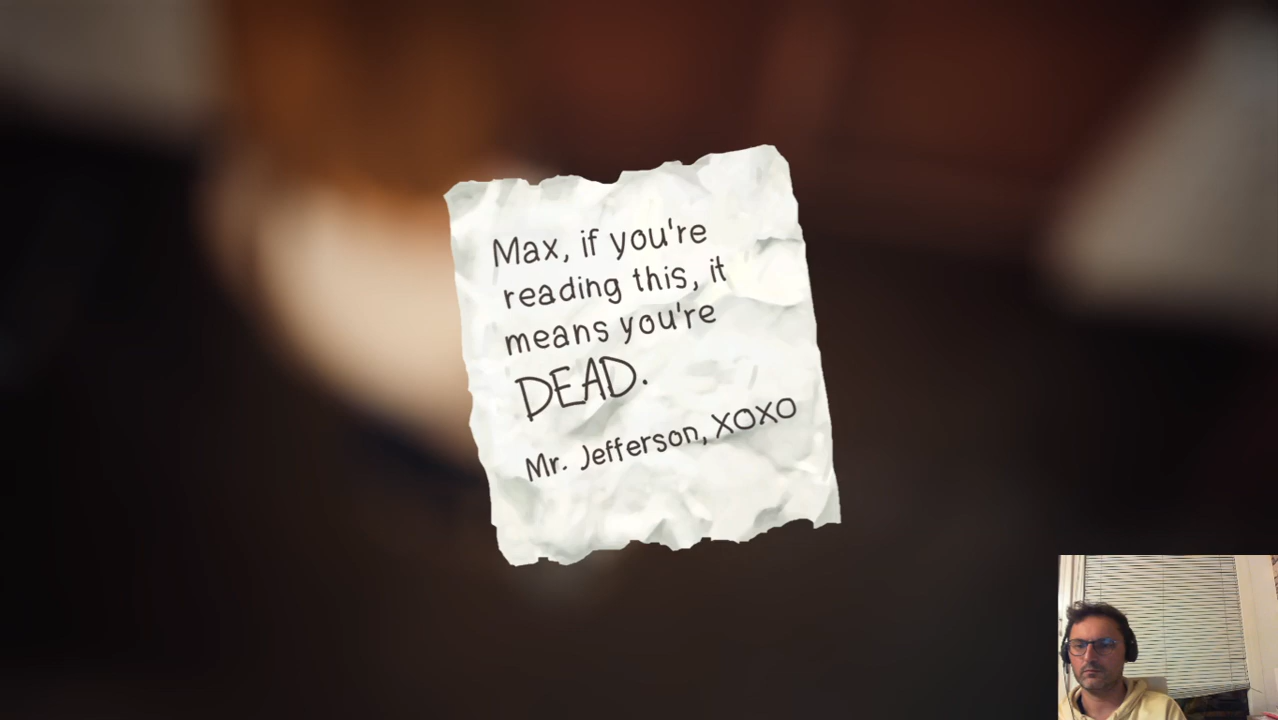 Max, if you're
reading this, it
means you're
DEAD.
Mr. Jefferson, XOXO